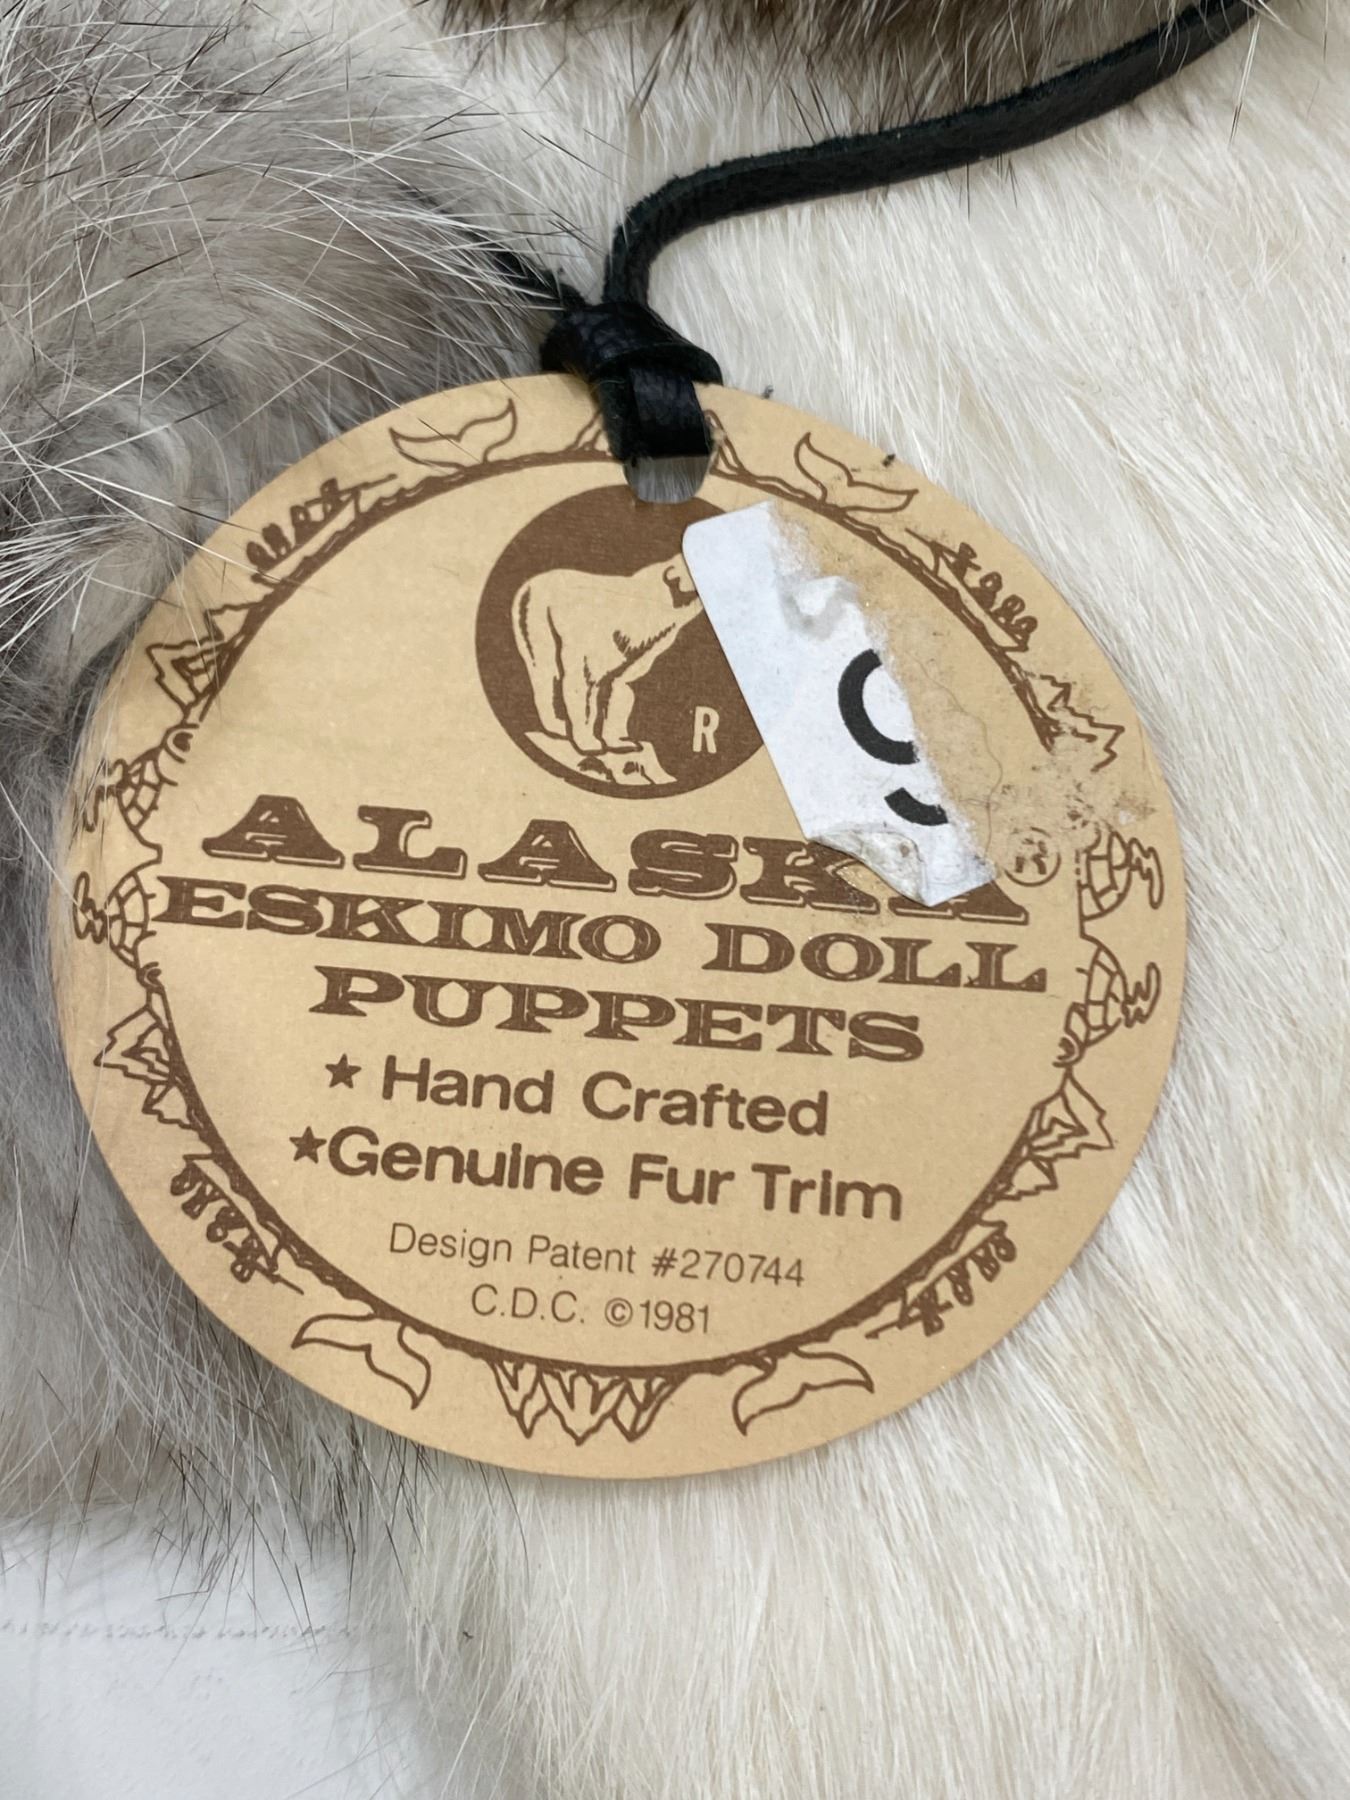 R
ALASKA ®
ESKIMO DOLL
PUPPETS
★ Hand Crafted
★Genuine Fur Trim
Design Patent #270744
C.D.C. ©1981